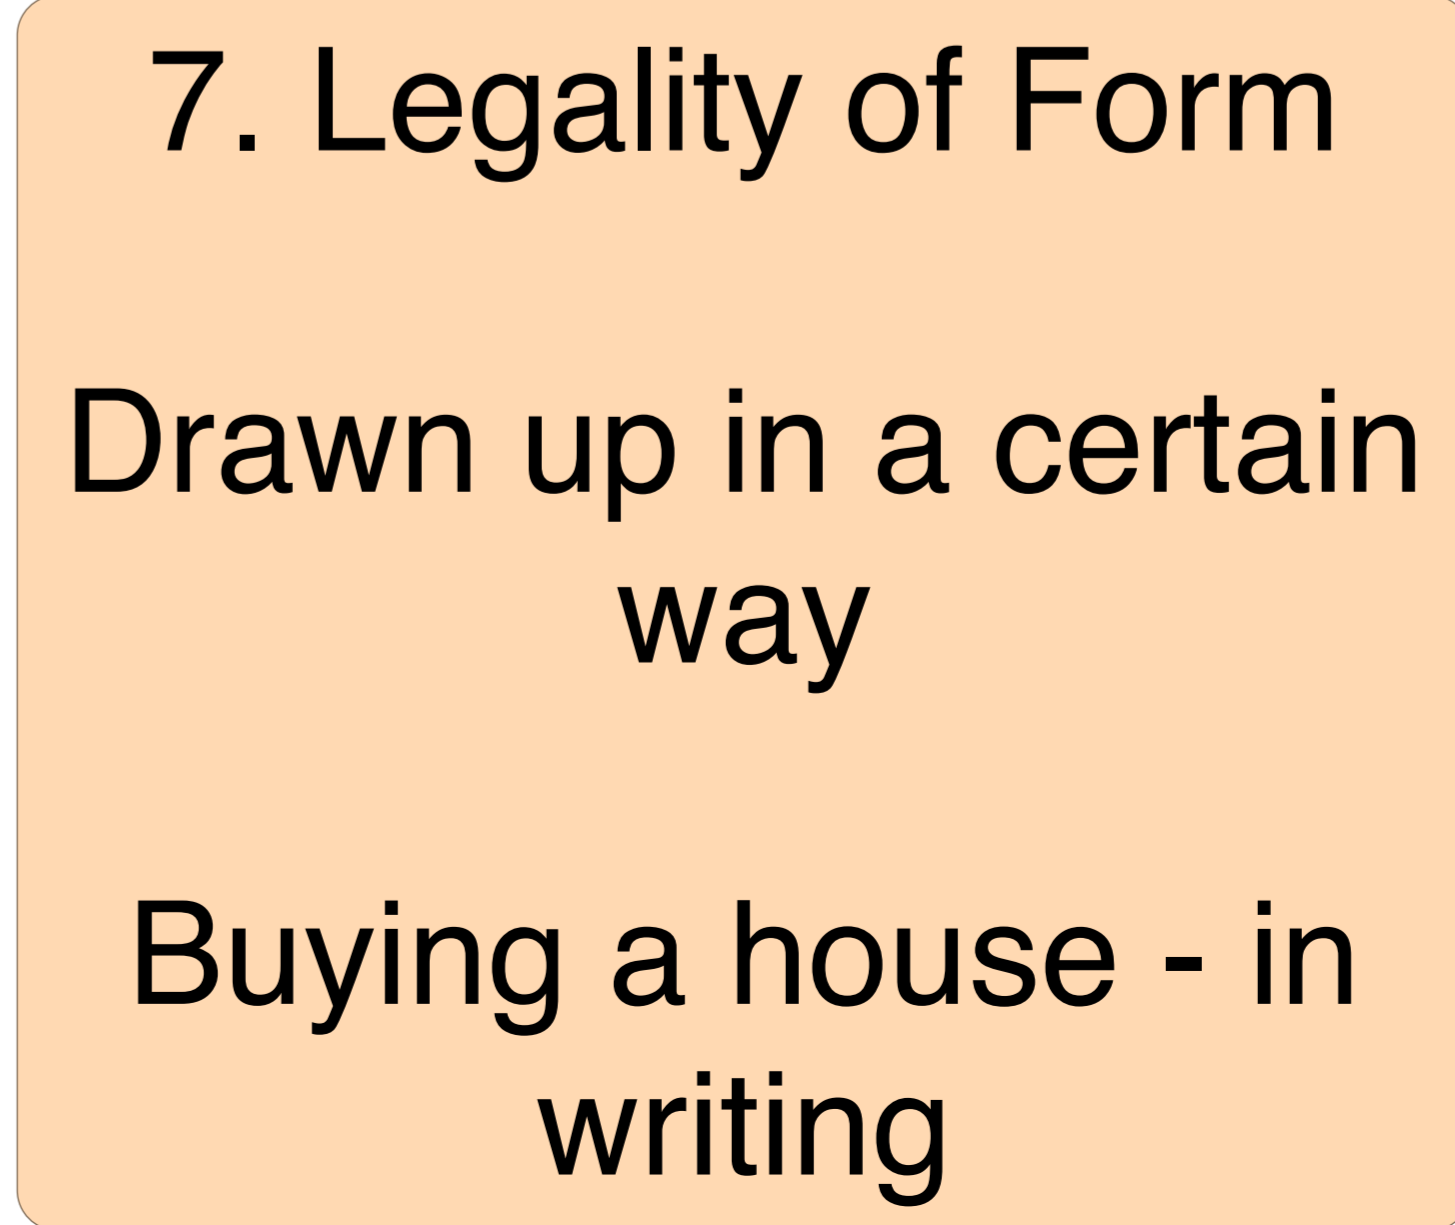 7. Legality of Form
Drawn up in a certain
way
Buying a house - in
writing